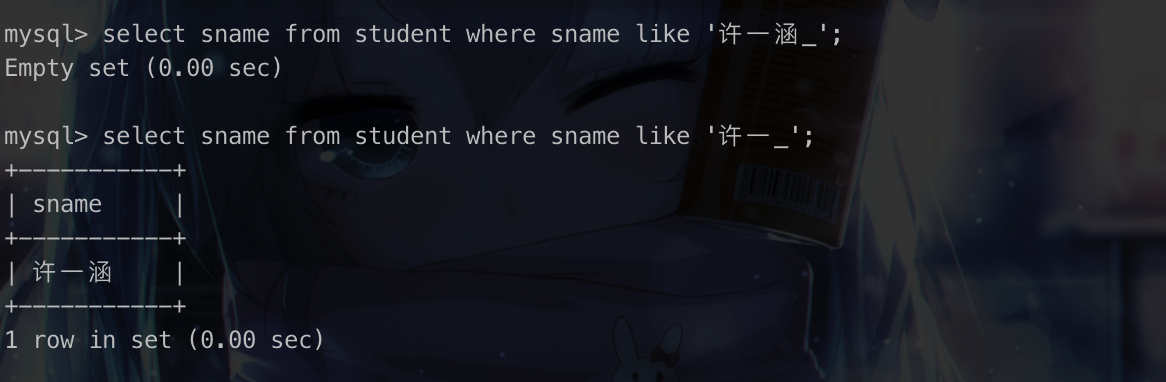 mysql> select sname from student where sname like '许一涵_';
Empty set (0.00 sec)
mysql> select sname from student where sname like '许一_';
+-----------+
| sname     |
+-----------+
| 许一涵    |
+-----------+
1 row in set (0.00 sec)